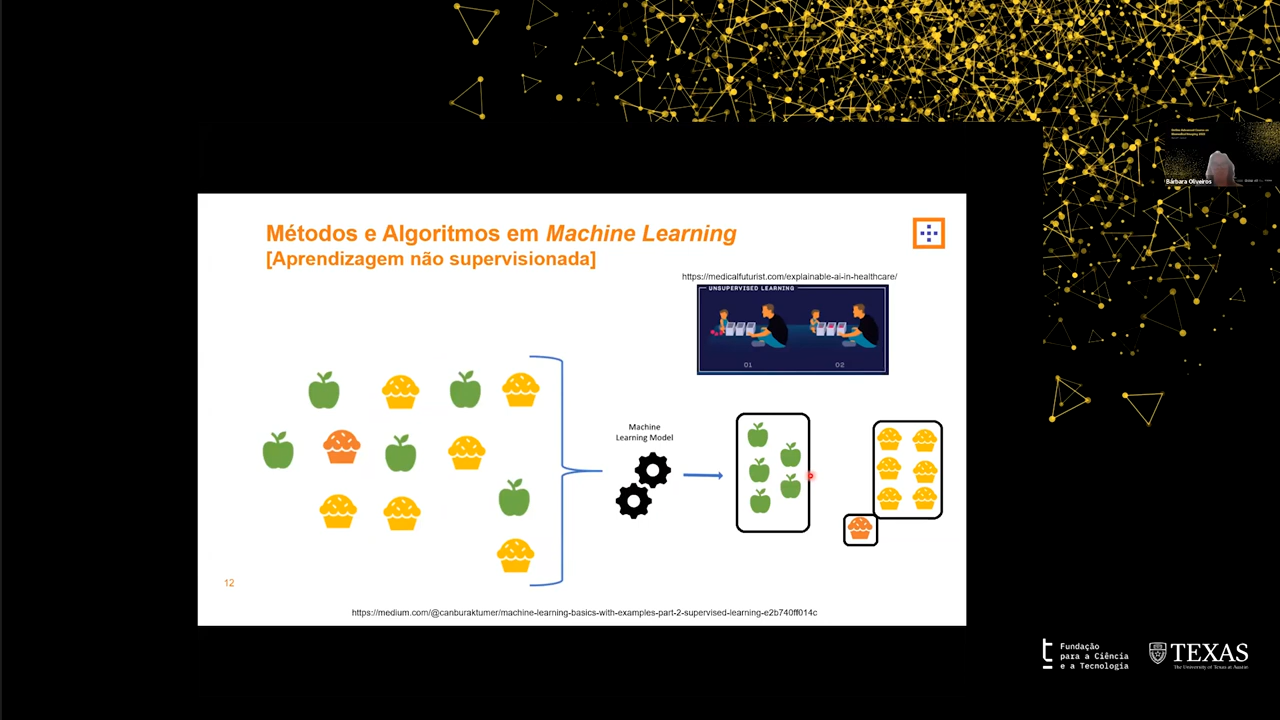 Métodos e Algoritmos em Machine Learning
[Aprendizagem não supervisionada]
https://medicalfuturist.com/explainable-ai-in-healthcare/
UNSUPERVISED LEARNING
01
02
Machine
Learning Model
12
https://medium.com/@canburaktumer/machine-learning-basics-with-examples-part-2-supervised-learning-e2b740ff014c
Bárbara Oliveiros
Fundação
para a Ciência
e a Tecnologia
TEXAS
The University of Texas at Austin